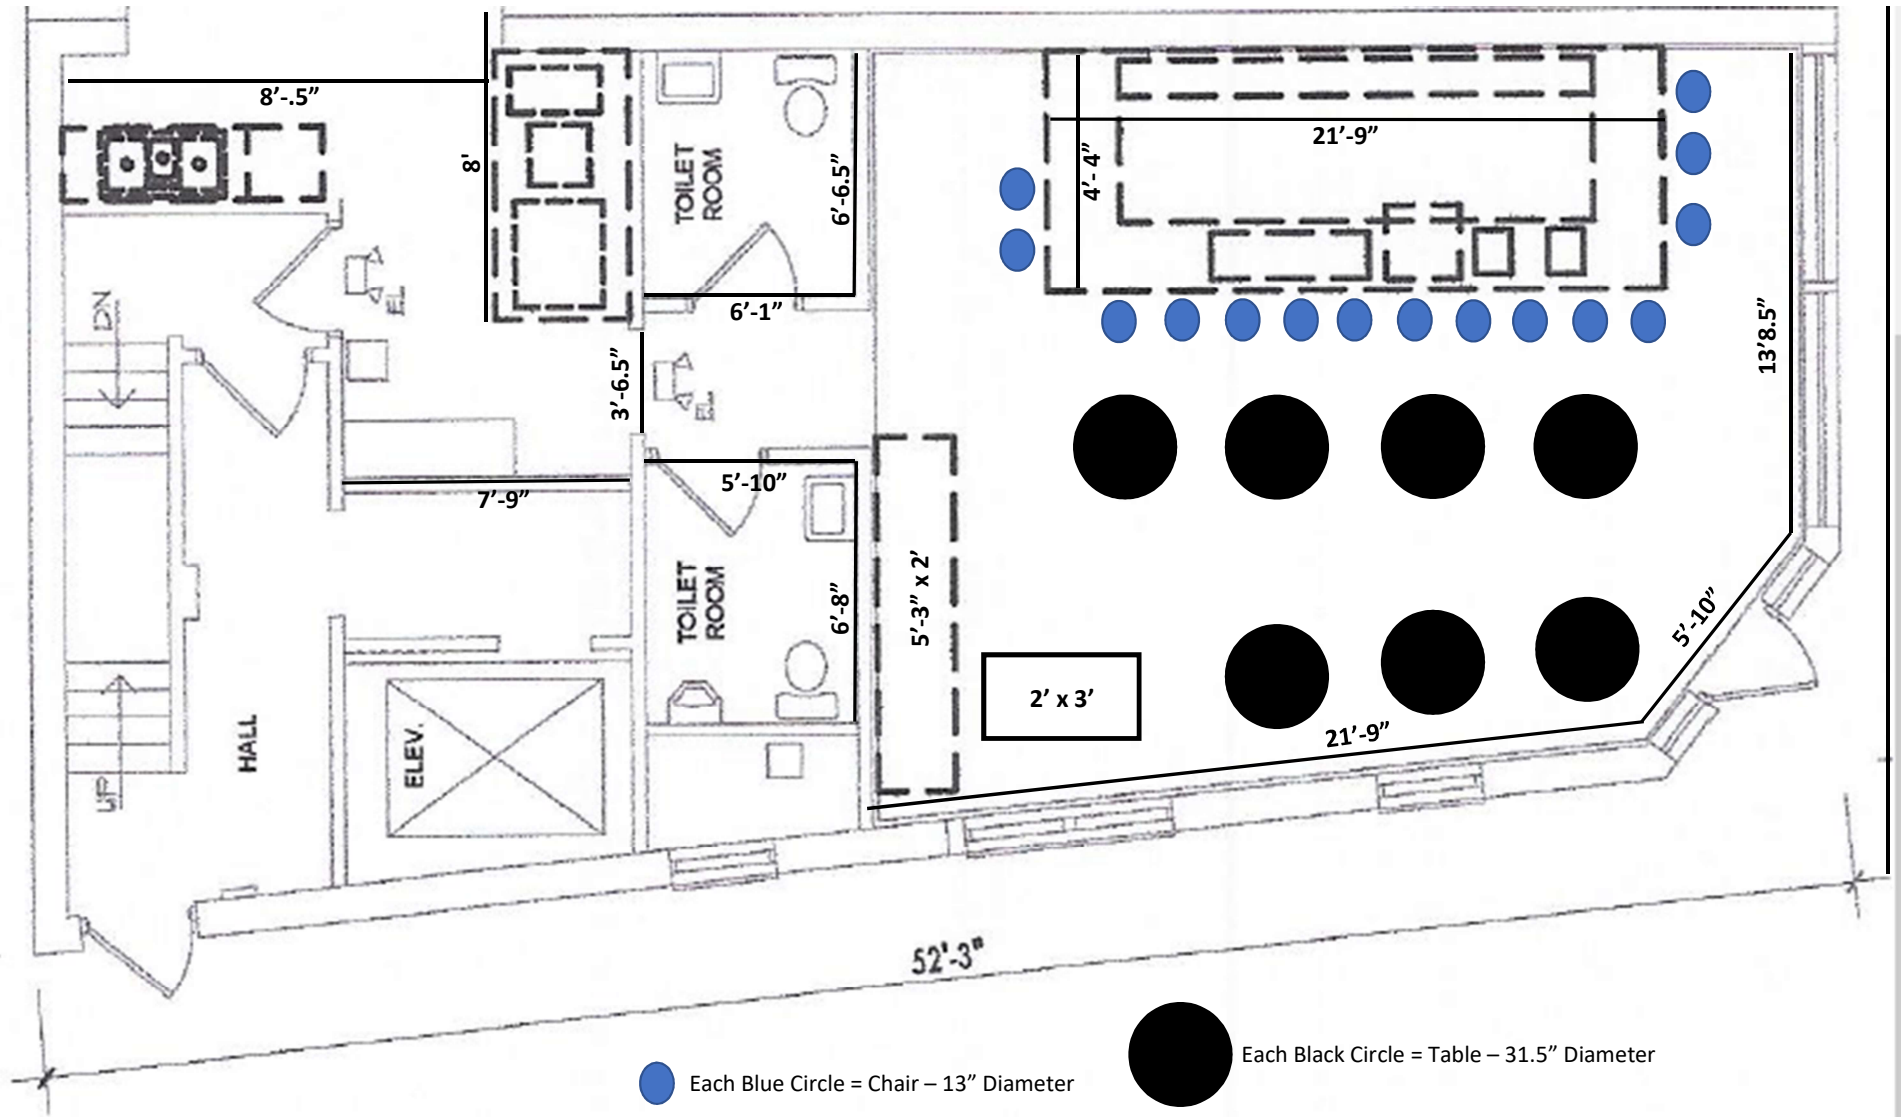 8’-.5”
8'
TOILET
ROOM
6’-6.5”
4’- 4”
21’-9”
DN
EL
6’-1”
13’8.5”
3’-6.5”
EL
5’-10”
7’-9”
TOILET
ROOM
6’-8”
5’-3” x 2’
5’-10”
2’ x 3’
21’-9”
HALL
ELEV.
UP
52'-3"
Each Black Circle = Table – 31.5” Diameter
Each Blue Circle = Chair – 13” Diameter